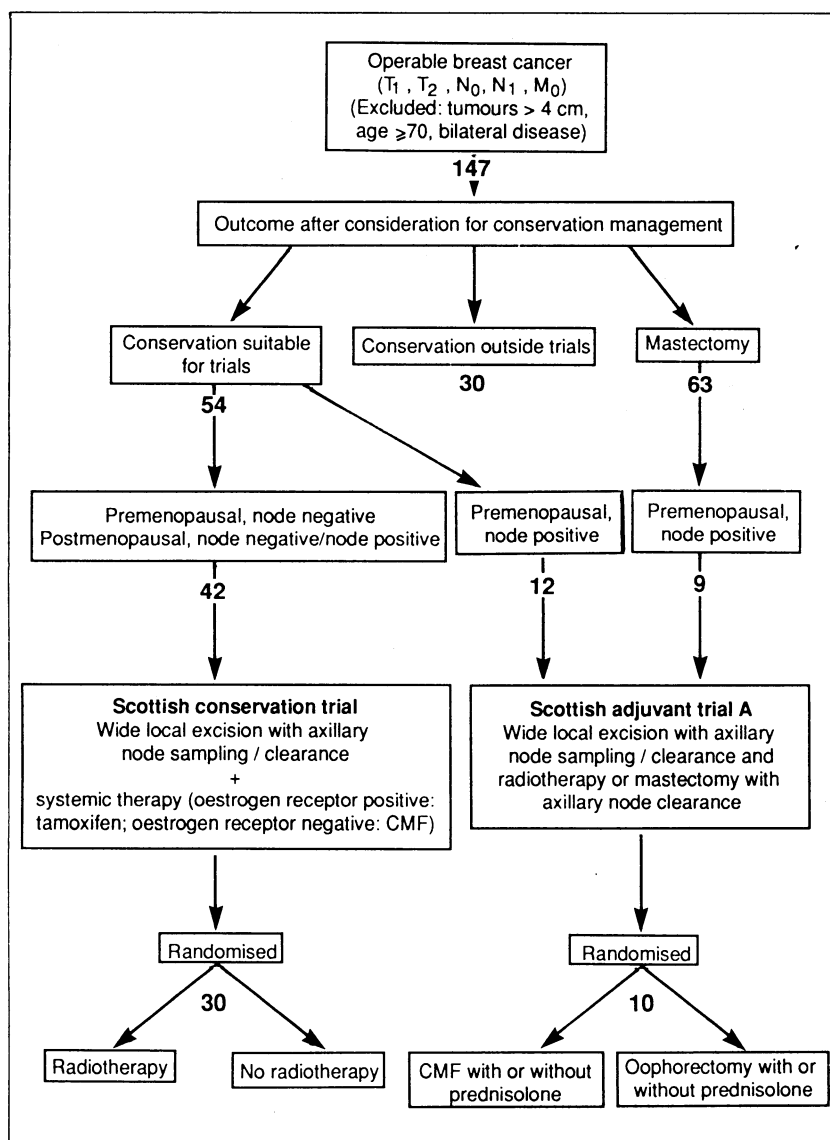 Operable breast cancer
(T₁ , T₂ , N₀, N₁ , M₀)
(Excluded: tumours > 4 cm,
age ⩾70, bilateral disease)
147
Outcome after consideration for conservation management
Conservation suitable
for trials
54
Conservation outside trials
30
Mastectomy
63
Premenopausal, node negative
Postmenopausal, node negative/node positive
42
Premenopausal,
node positive
12
Premenopausal,
node positive
9
Scottish conservation trial
Wide local excision with axillary
node sampling / clearance
+
systemic therapy (oestrogen receptor positive:
tamoxifen; oestrogen receptor negative: CMF)
Scottish adjuvant trial A
Wide local excision with axillary
node sampling / clearance and
radiotherapy or mastectomy with
axillary node clearance
Randomised
30
Radiotherapy
No radiotherapy
Randomised
10
CMF with or without
prednisolone
Oophorectomy with or
without prednisolone